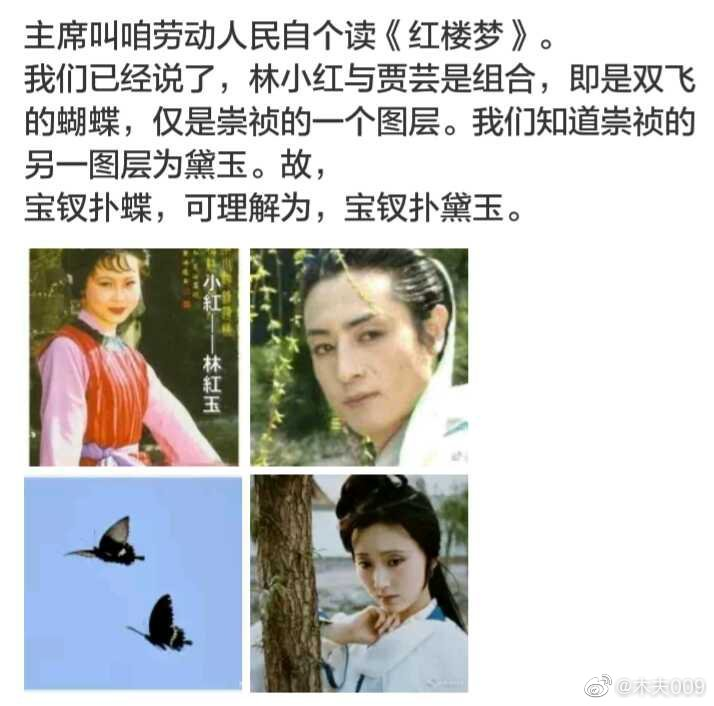 主席叫咱劳动人民自个读《红楼梦》。
我们已经说了，林小红与贾芸是组合，即是双飞
的蝴蝶，仅是崇祯的一个图层。我们知道崇祯的
另一图层为黛玉。故，
宝钗扑蝶，可理解为，宝钗扑黛玉。
小紅——林紅玉
@木夫009